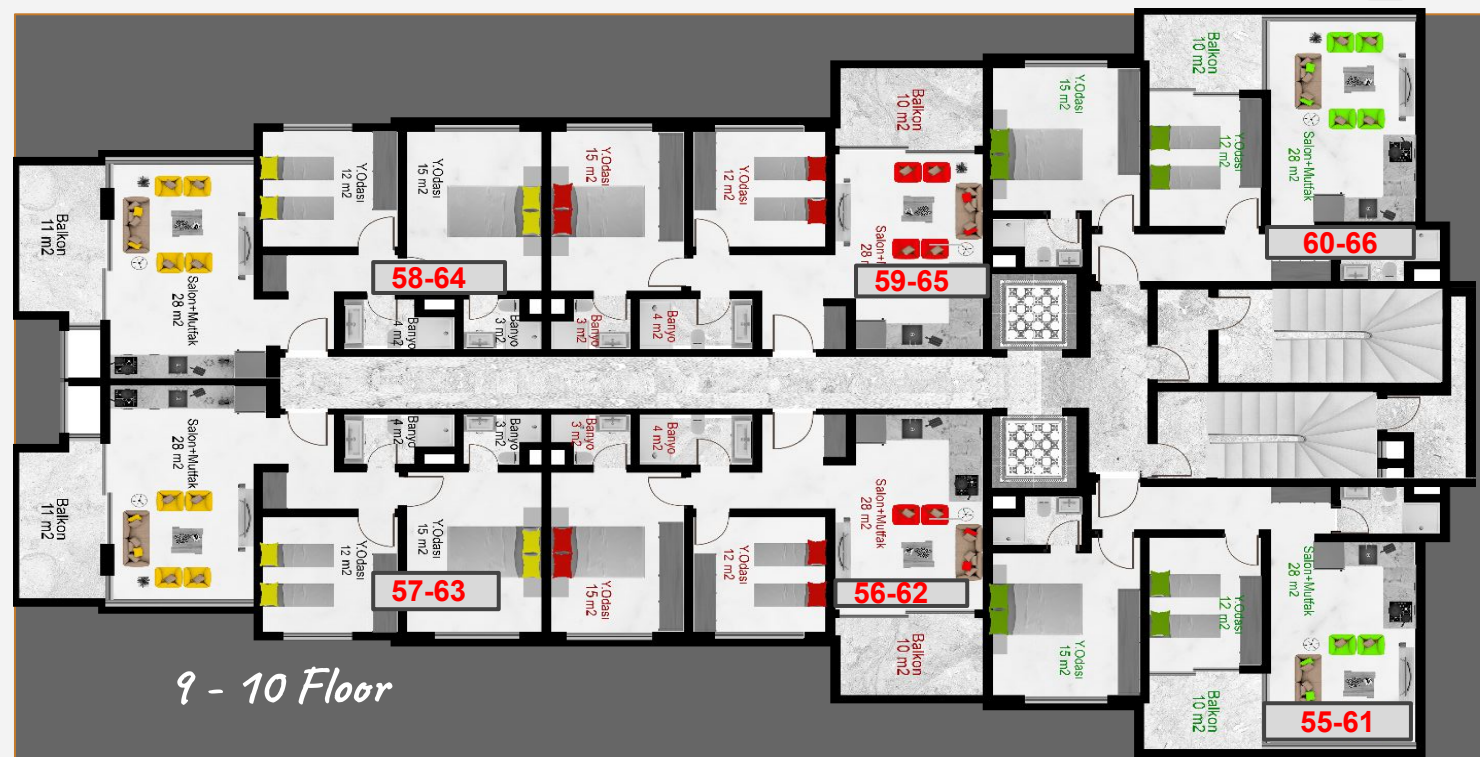 Balkon
10 m2
Y.Odası
15 m2
Y.Odası
12 m2
Salon+Mutfak
28 m2
60-66
Balkon
10 m2
Y.Odası
12 m2
Y.Odası
15 m2
Y.Odası
15 m2
Y.Odası
12 m2
Balkon
11 m2
Salon+Mutfak
28 m2
58-64
59-65
Banyo
4 m2
Banyo
3 m2
Banyo
3 m2
Banyo
4 m2
Salon+Mutfak
28 m2
Banyo
4 m2
Banyo
3 m2
Banyo
3 m2
Banyo
4 m2
Balkon
11 m2
Y.Odası
12 m2
Y.Odası
15 m2
Y.Odası
15 m2
Y.Odası
12 m2
Salon+Mutfak
28 m2
57-63
56-62
Balkon
10 m2
Y.Odası
15 m2
Y.Odası
12 m2
Salon+Mutfak
28 m2
Balkon
10 m2
55-61
9 - 10 Floor